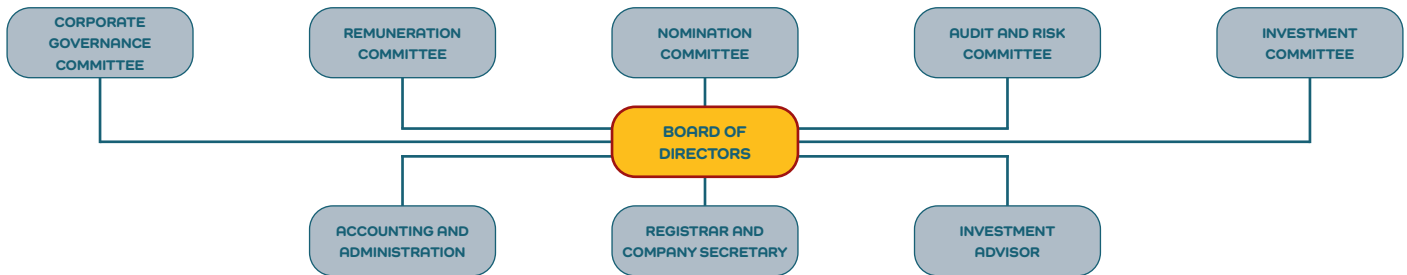 CORPORATE
GOVERNANCE
COMMITTEE
REMUNERATION
COMMITTEE
NOMINATION
COMMITTEE
AUDIT AND RISK
COMMITTEE
INVESTMENT
COMMITTEE
BOARD OF
DIRECTORS
ACCOUNTING AND
ADMINISTRATION
REGISTRAR AND
COMPANY SECRETARY
INVESTMENT
ADVISOR